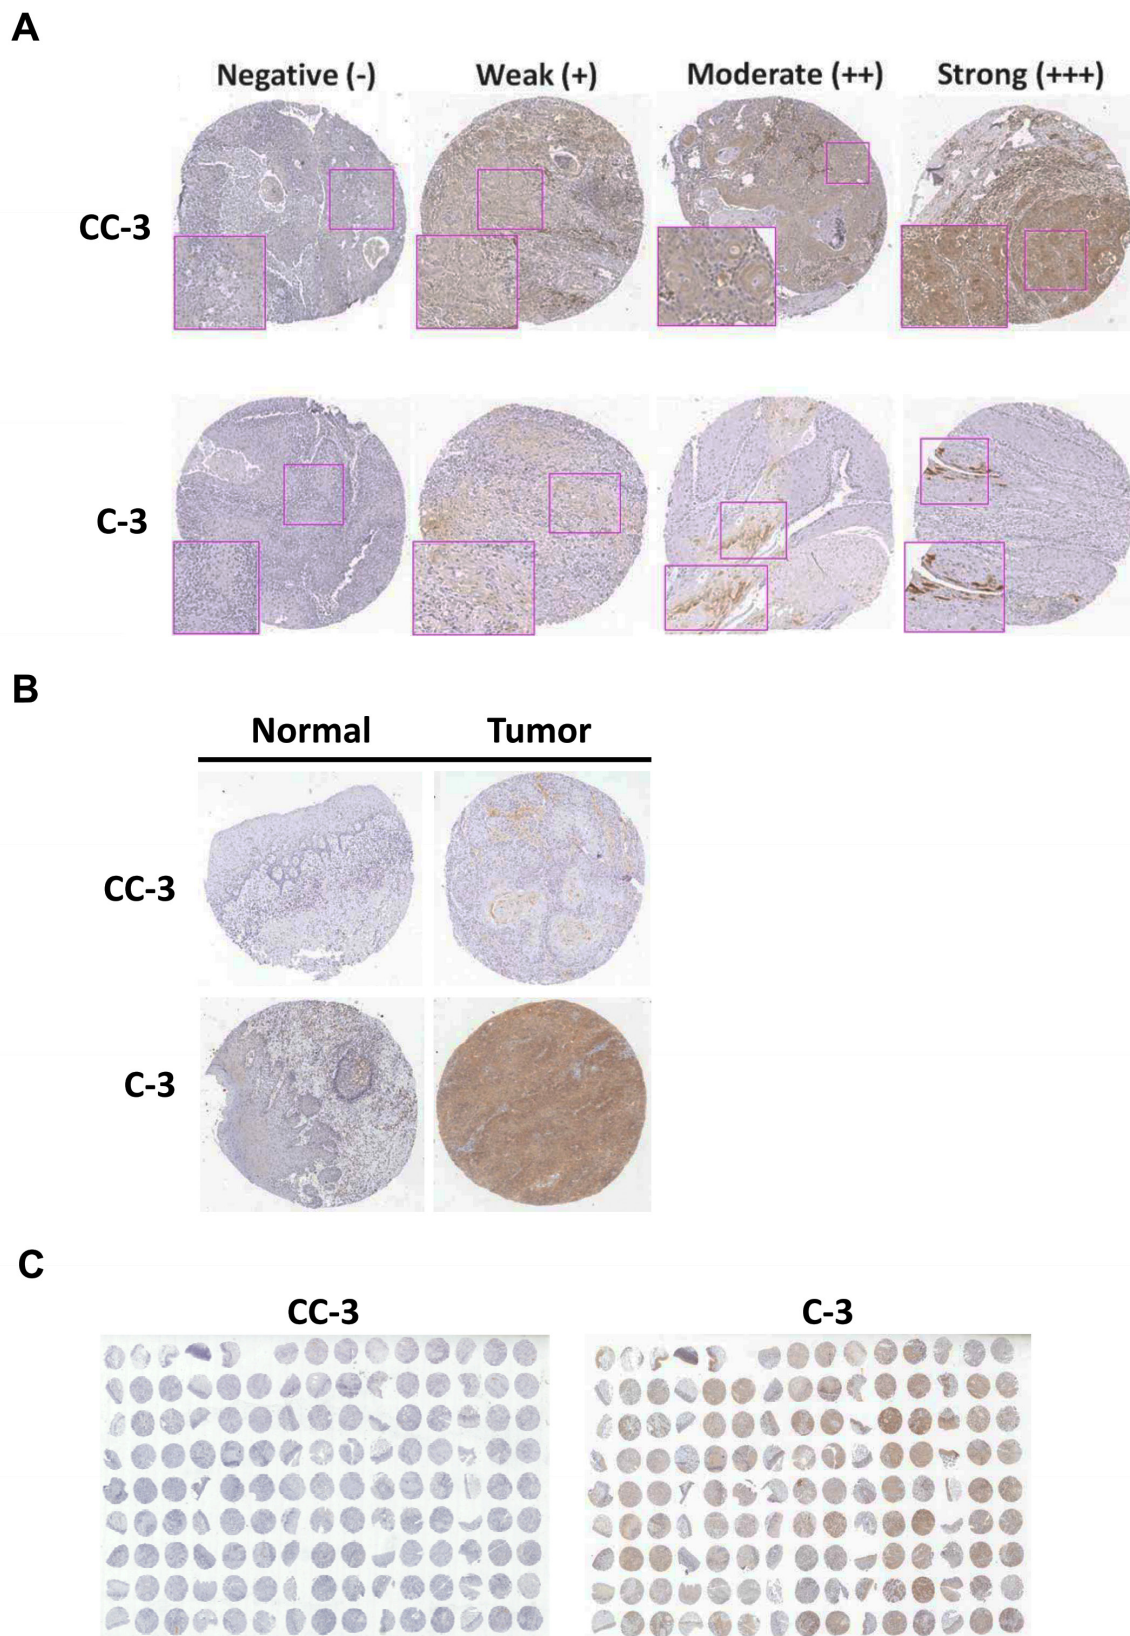 A
Negative (-) Weak (+) Moderate (++) Strong (+++)
CC-3
C-3
B
Normal Tumor
CC-3
C-3
C
CC-3 C-3